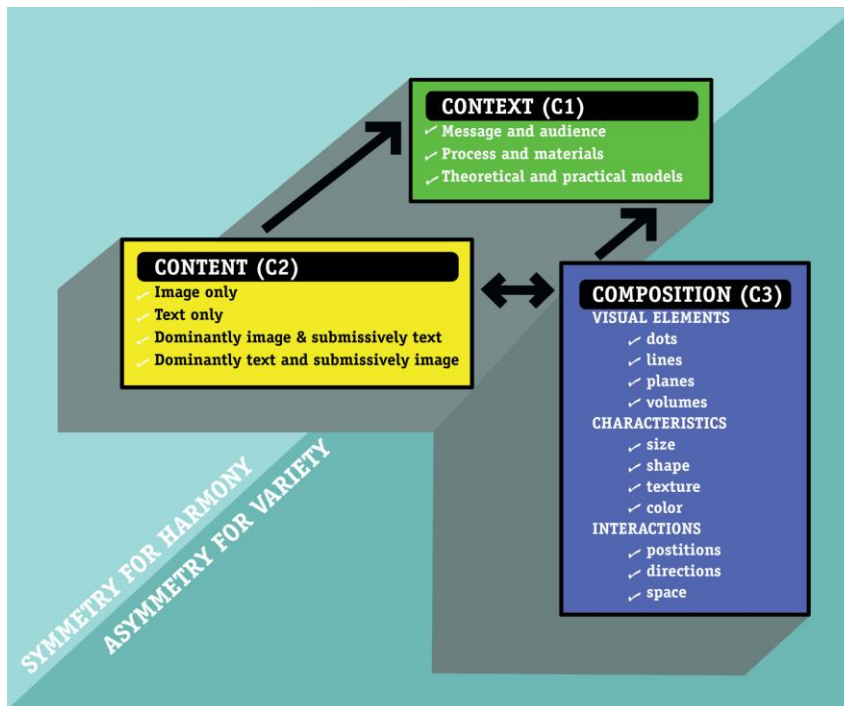 CONTEXT (C1)
Message and audience
Process and materials
Theoretical and practical models
CONTENT (C2)
Image only
Text only
Dominantly image & submissively text
Dominantly text and submissively image
COMPOSITION (C3)
VISUAL ELEMENTS
dots
lines
planes
volumes
CHARACTERISTICS
size
shape
texture
color
INTERACTIONS
postitions
directions
space
SYMMETRY FOR HARMONY
ASYMMETRY FOR VARIETY